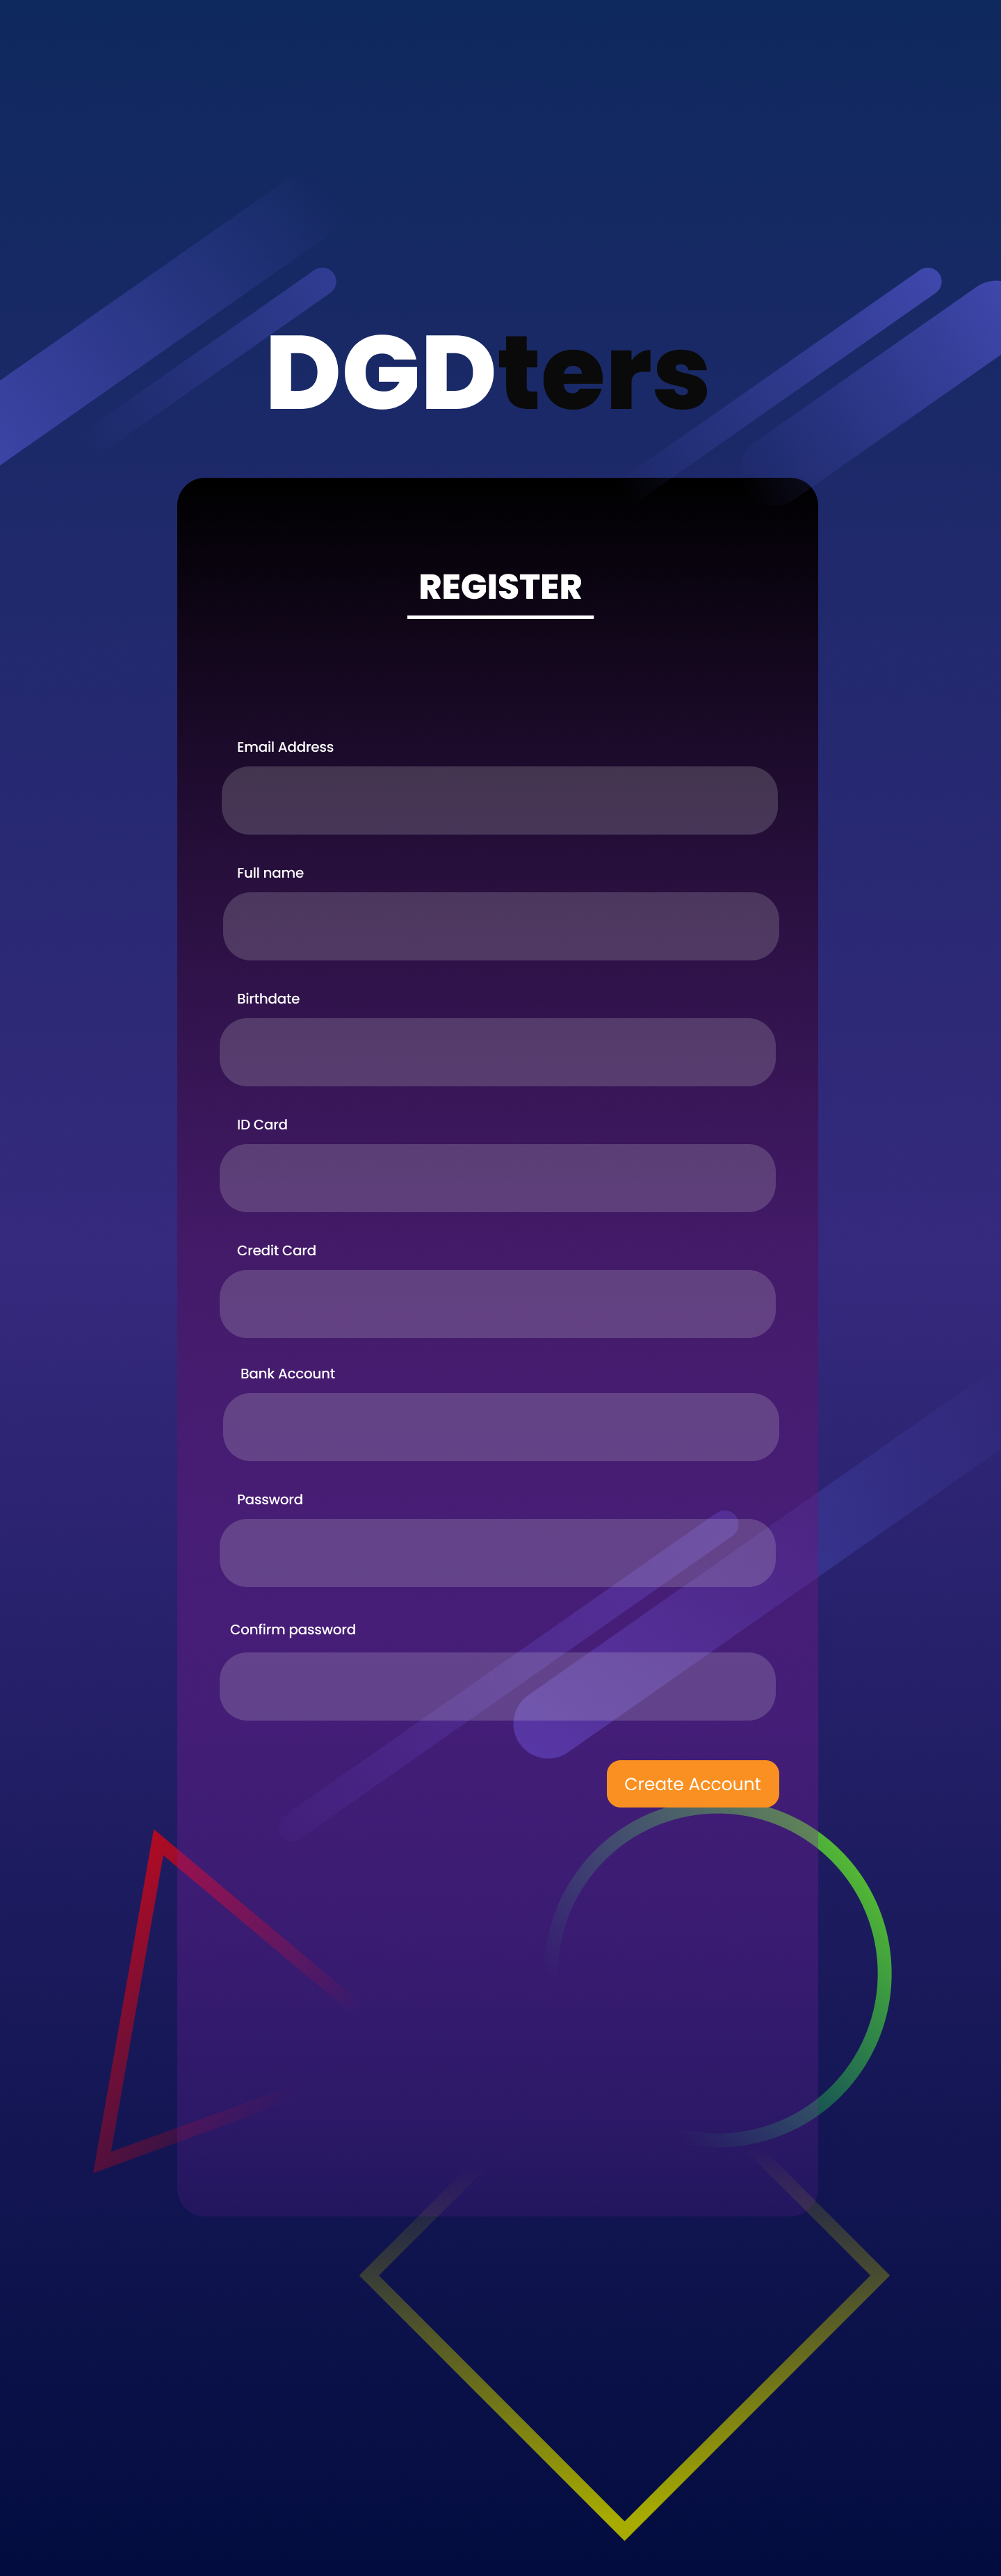 DGDters
REGISTER
Email Address
Full name
Birthdate
ID Card
Credit Card
Bank Account
Password
Confirm password
Create Account